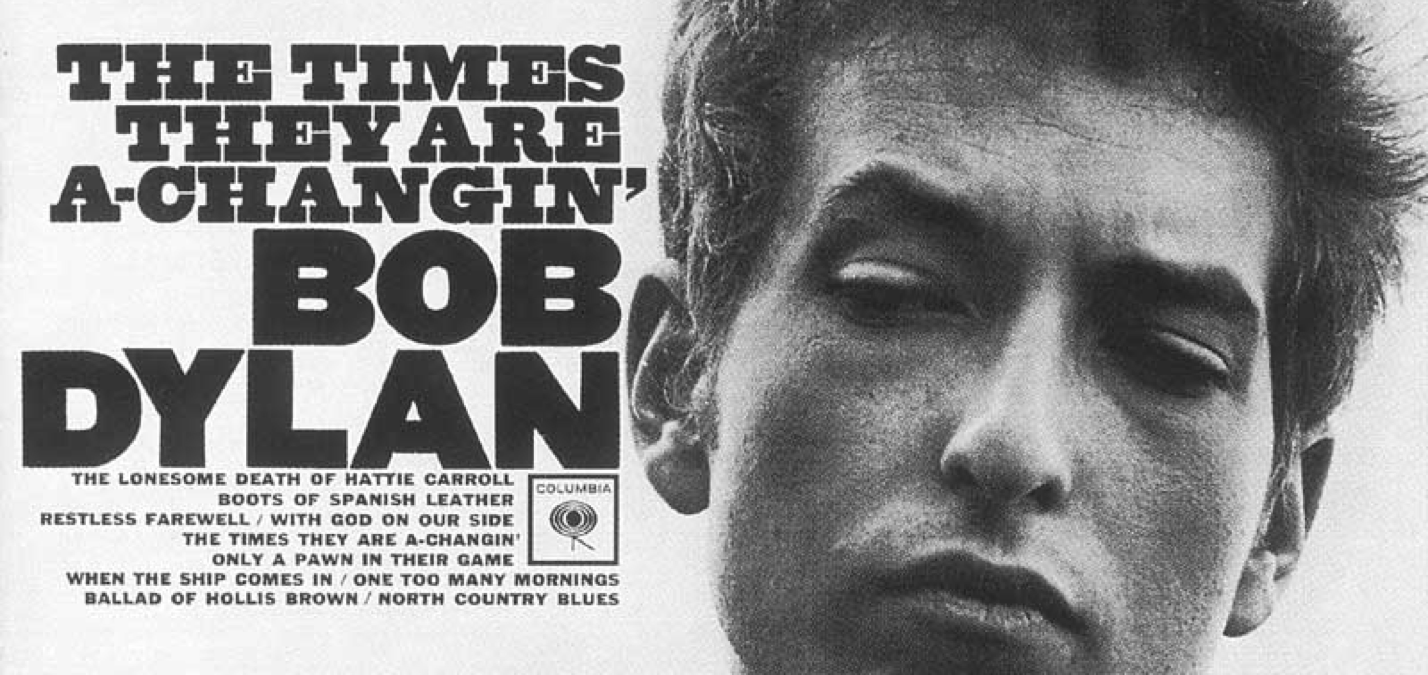 THE TIMES
THEY ARE
A-CHANGIN'
BOB
DYLAN
THE LONESOME DEATH OF HATTIE CARROLL
BOOTS OF SPANISH LEATHER
RESTLESS FAREWELL / WITH GOD ON OUR SIDE
THE TIMES THEY ARE A-CHANGIN'
ONLY A PAWN IN THEIR GAME
WHEN THE SHIP COMES IN / ONE TOO MANY MORNINGS
BALLAD OF HOLLIS BROWN / NORTH COUNTRY BLUES
COLUMBIA